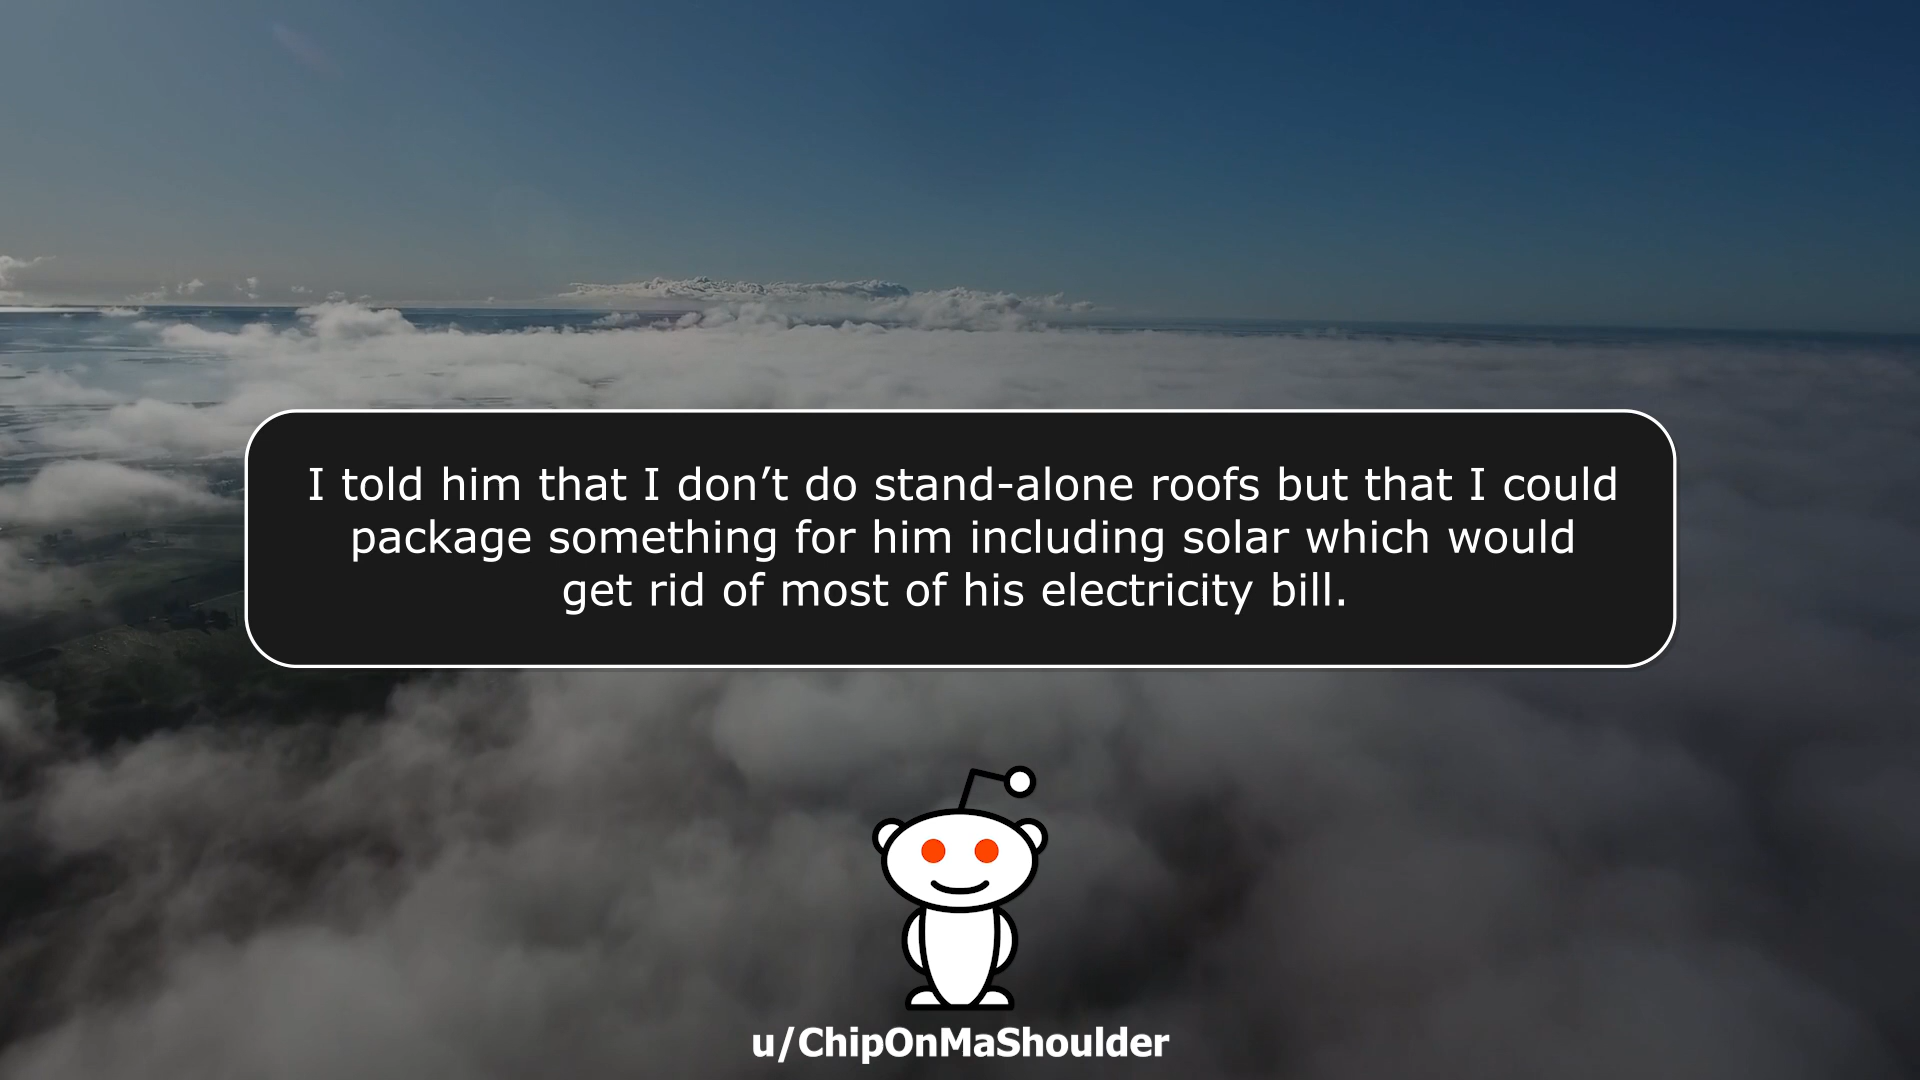 I told him that I don’t do stand-alone roofs but that I could
package something for him including solar which would
get rid of most of his electricity bill.
u/ChipOnMaShoulder